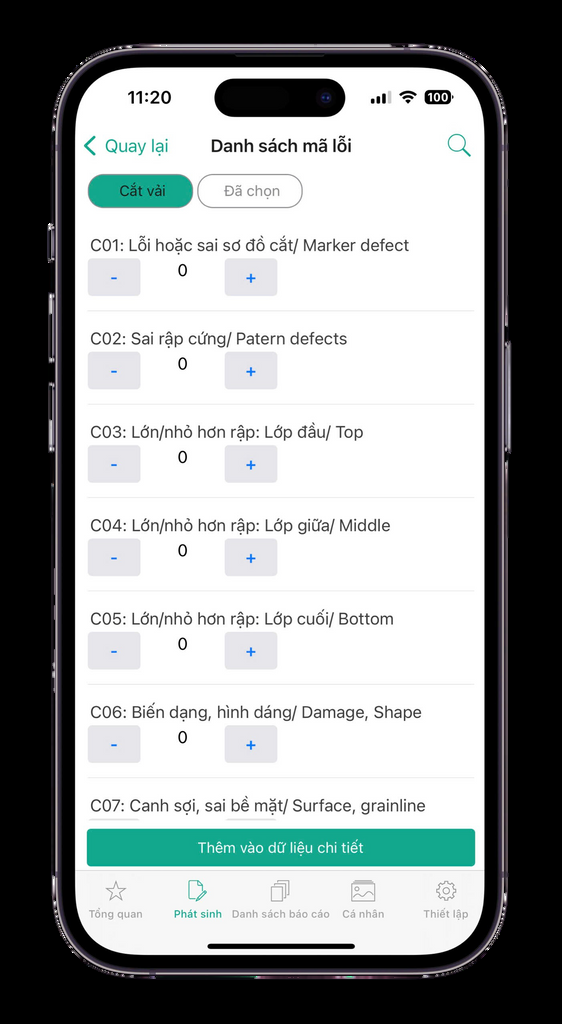 11:20
100
Quay lại
Danh sách mã lỗi
Cắt vải
Đã chọn
C01: Lỗi hoặc sai sơ đồ cắt/ Marker defect
- 0 +
C02: Sai rập cứng/ Patern defects
- 0 +
C03: Lớn/nhỏ hơn rập: Lớp đầu/ Top
- 0 +
C04: Lớn/nhỏ hơn rập: Lớp giữa/ Middle
- 0 +
C05: Lớn/nhỏ hơn rập: Lớp cuối/ Bottom
- 0 +
C06: Biến dạng, hình dáng/ Damage, Shape
- 0 +
C07: Canh sợi, sai bề mặt/ Surface, grainline
Thêm vào dữ liệu chi tiết
Tổng quan
Phát sinh
Danh sách báo cáo
Cá nhân
Thiết lập